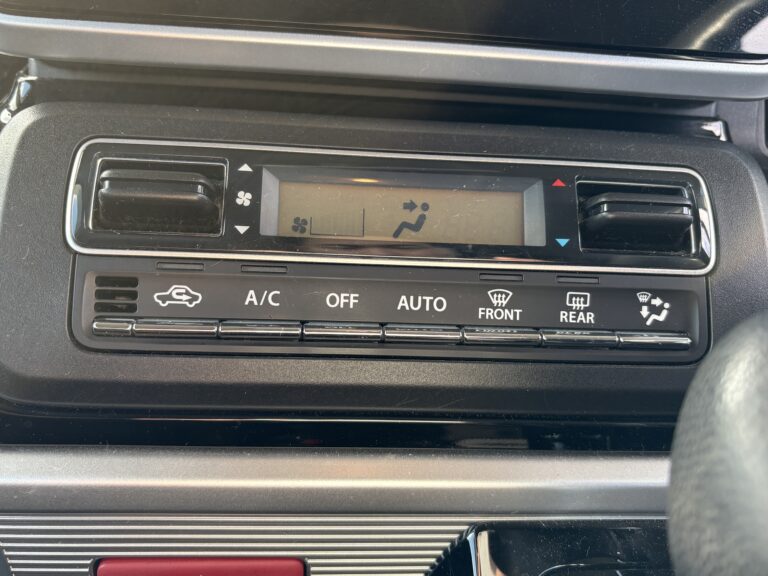 A/C
OFF
AUTO
FRONT
REAR